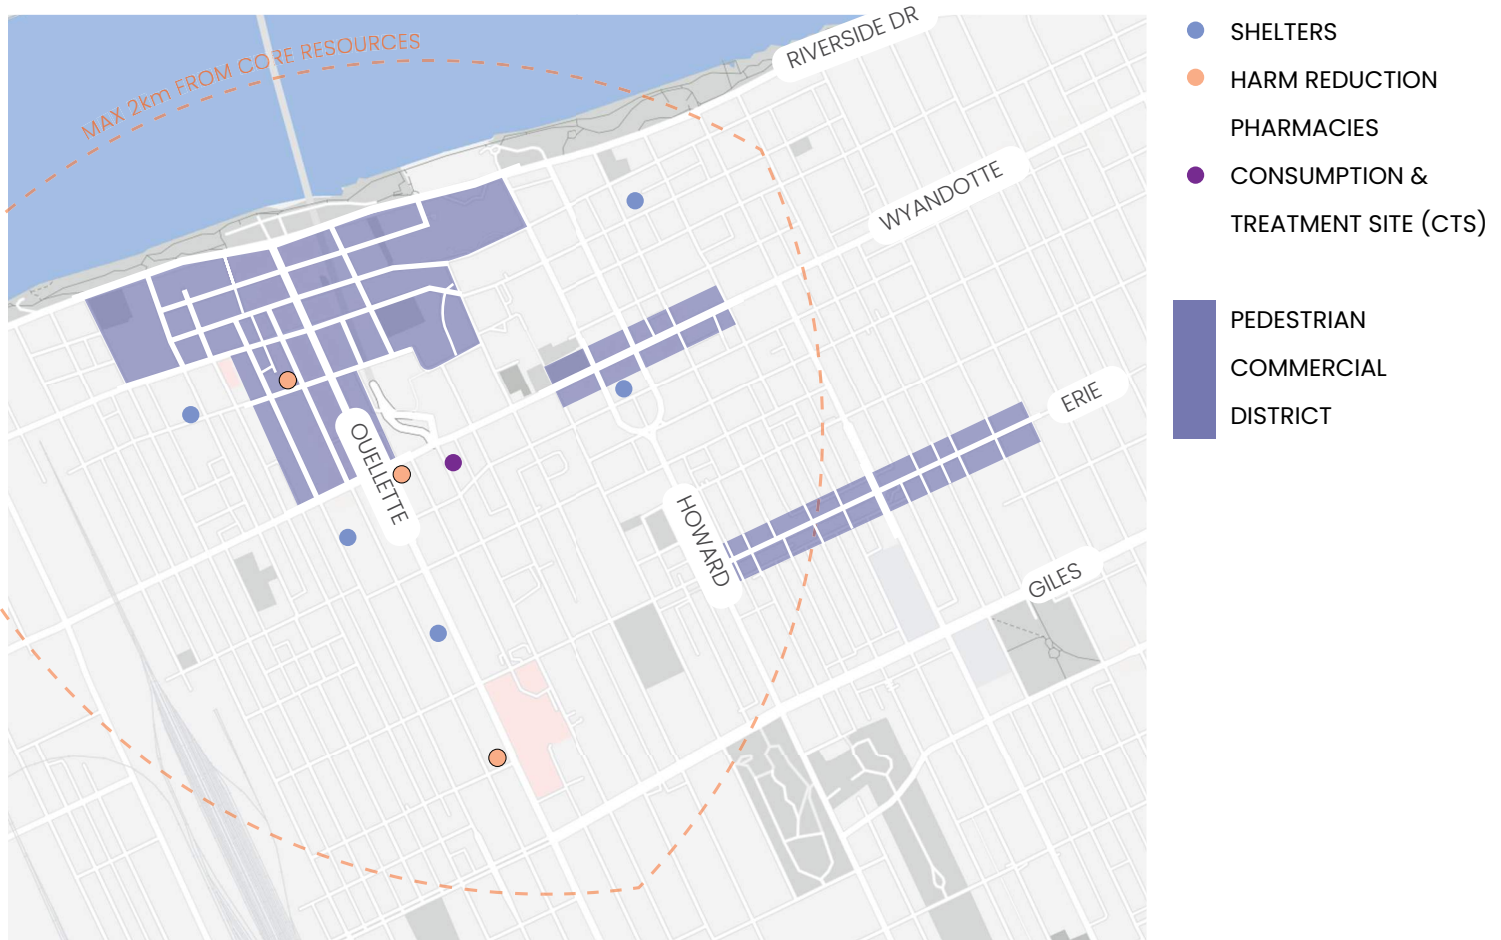 MAX 2km FROM CORE RESOURCES
RIVERSIDE DR
WYANDOTTE
ERIE
OUELLETTE
HOWARD
GILES
SHELTERS
HARM REDUCTION
PHARMACIES
CONSUMPTION &
TREATMENT SITE (CTS)
PEDESTRIAN
COMMERCIAL
DISTRICT